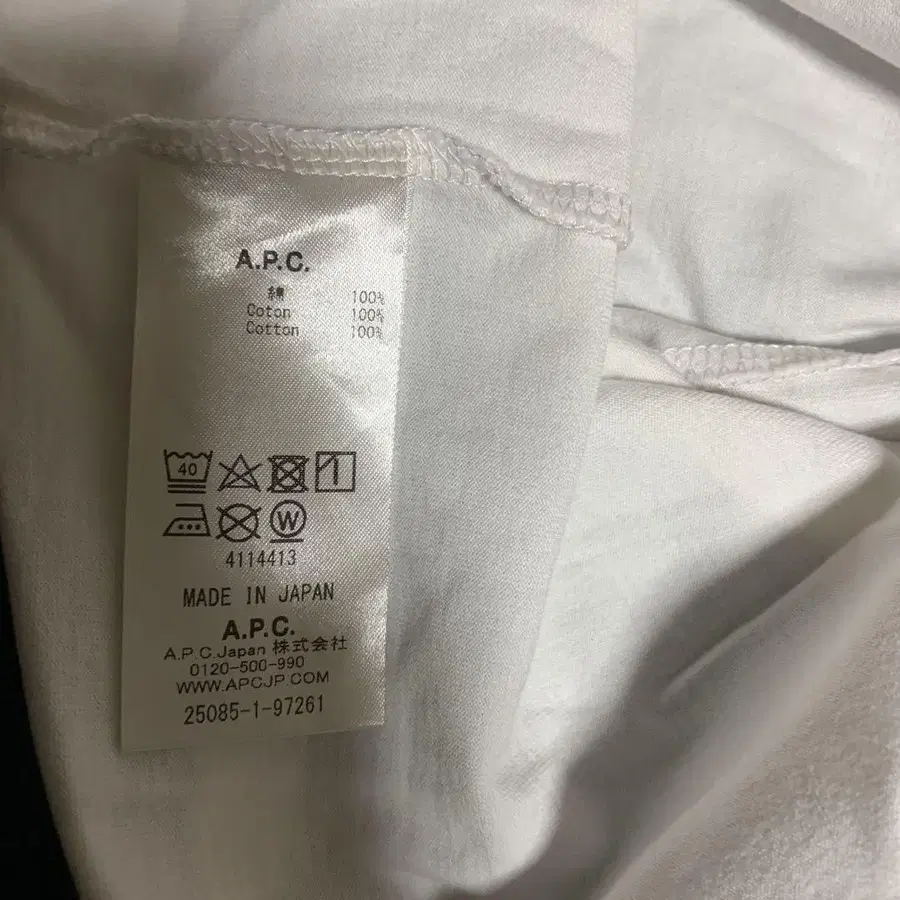 A.P.C.
綿 100%
Coton 100%
Cotton 100%
40
W
4114413
MADE IN JAPAN
A.P.C.
A.P.C.Japan 株式会社
0120-500-990
WWW.APCJP.COM
25085-1-97261